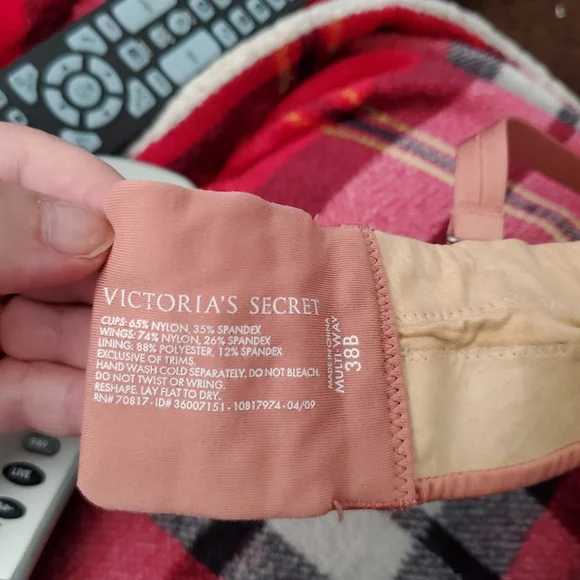 VICTORIA'S SECRET
CUPS: 65% NYLON, 35% SPANDEX
WINGS: 74% NYLON, 26% SPANDEX
LINING: 88% POLYESTER, 12% SPANDEX
EXCLUSIVE OF TRIMS.
HAND WASH COLD SEPARATELY, DO NOT BLEACH.
DO NOT TWIST OR WRING.
RESHAPE. LAY FLAT TO DRY.
RN# 70817 - ID# 36007151 - 10817974 - 04/09
MADE IN CHINA
MULTI-WAY
38B
FAV
LIVE